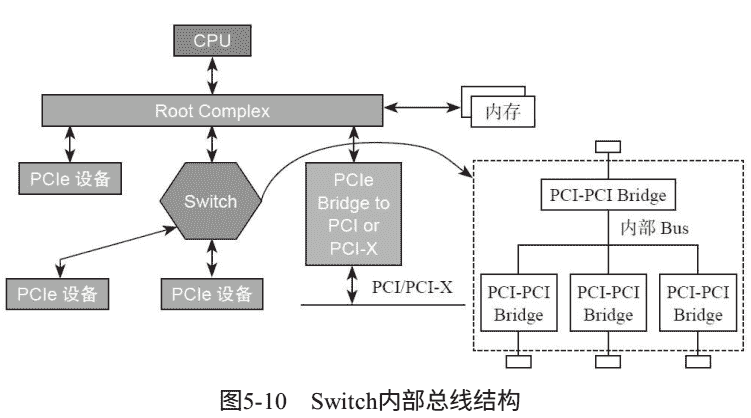 CPU
Root Complex
内存
PCIe 设备
Switch
PCIe
Bridge to
PCI or
PCI-X
PCI-PCI Bridge
内部 Bus
PCIe 设备
PCIe 设备
PCI/PCI-X
PCI-PCI
Bridge
PCI-PCI
Bridge
PCI-PCI
Bridge
图5-10 Switch内部总线结构